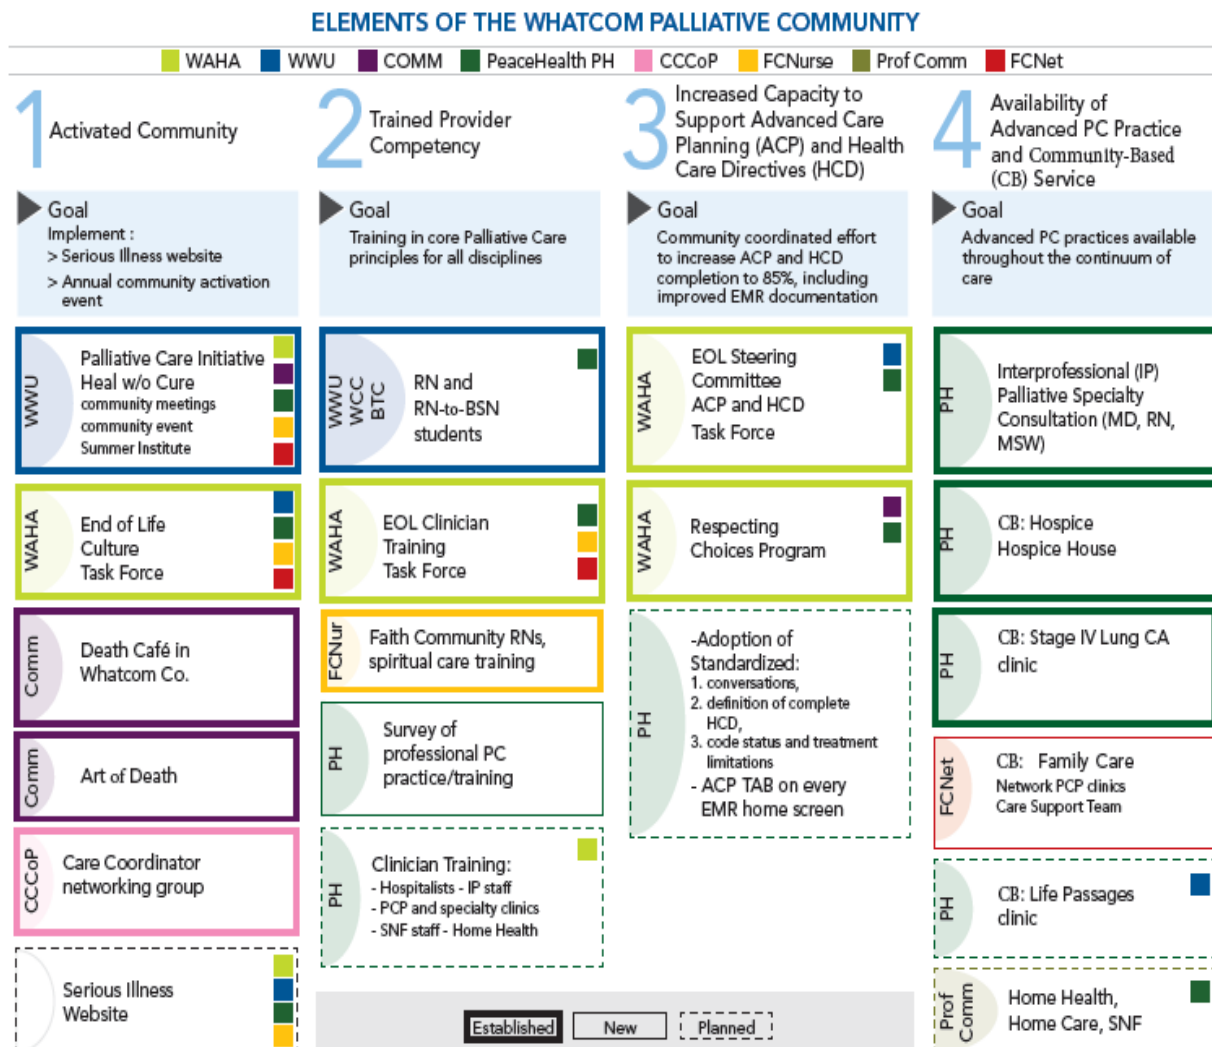 ELEMENTS OF THE WHATCOM PALLIATIVE COMMUNITY
WAHA WWU COMM PeaceHealth PH CCCoP FCNurse Prof Comm FCNet
1 Activated Community
Goal
Implement :
> Serious Illness website
> Annual community activation
event
WWU
Palliative Care Initiative
Heal w/o Cure
community meetings
community event
Summer Institute
WAHA
End of Life
Culture
Task Force
Comm
Death Café in
Whatcom Co.
Comm
Art of Death
CCCoP
Care Coordinator
networking group
Serious Illness
Website
2 Trained Provider
Competency
Goal
Training in core Palliative Care
principles for all disciplines
WWU
WCC
BTC
RN and
RN-to-BSN
students
WAHA
EOL Clinician
Training
Task Force
FCNur
Faith Community RNs,
spiritual care training
PH
Survey of
professional PC
practice/training
PH
Clinician Training:
- Hospitalists - IP staff
- PCP and specialty clinics
- SNF staff - Home Health
3 Increased Capacity to
Support Advanced Care
Planning (ACP) and Health
Care Directives (HCD)
Goal
Community coordinated effort
to increase ACP and HCD
completion to 85%, including
improved EMR documentation
WAHA
EOL Steering
Committee
ACP and HCD
Task Force
WAHA
Respecting
Choices Program
PH
-Adoption of
Standardized:
1. conversations,
2. definition of complete
HCD,
3. code status and treatment
limitations
- ACP TAB on every
EMR home screen
4 Availability of
Advanced PC Practice
and Community-Based
(CB) Service
Goal
Advanced PC practices available
throughout the continuum of
care
PH
Interprofessional (IP)
Palliative Specialty
Consultation (MD, RN,
MSW)
PH
CB: Hospice
Hospice House
PH
CB: Stage IV Lung CA
clinic
FCNet
CB: Family Care
Network PCP clinics
Care Support Team
PH
CB: Life Passages
clinic
Prof
Comm
Home Health,
Home Care, SNF
Established New Planned